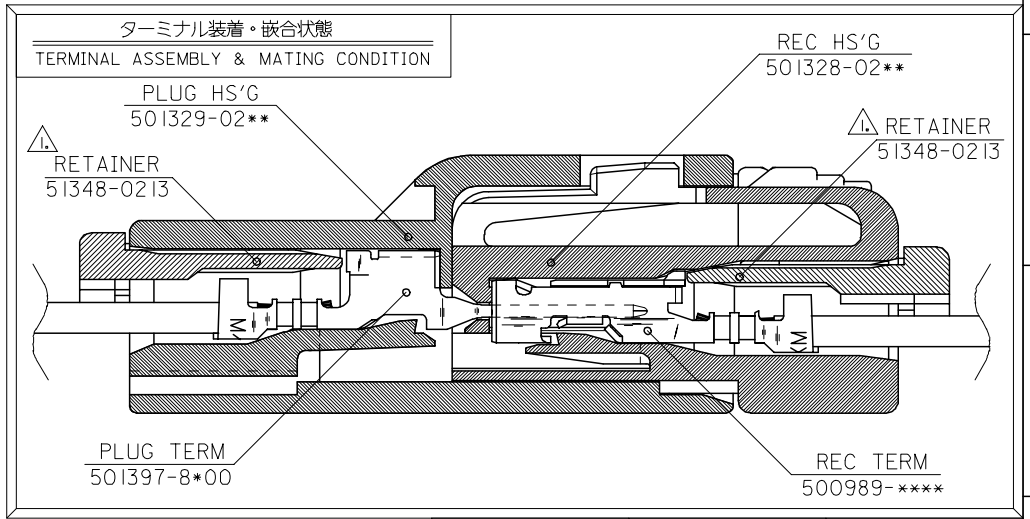 ターミナル装着・嵌合状態
TERMINAL ASSEMBLY & MATING CONDITION
REC HS'G
501328-02**
PLUG HS'G
501329-02**
1.
RETAINER
51348-0213
1.
RETAINER
51348-0213
M
KM
PLUG TERM
501397-8*00
REC TERM
500989-****